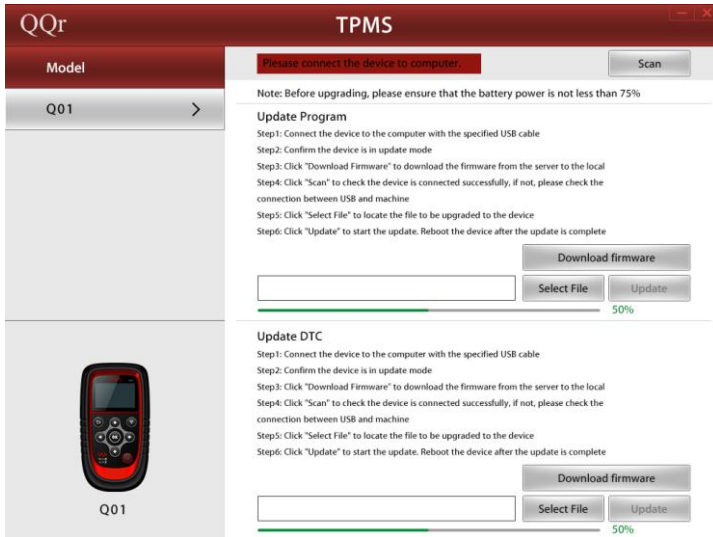 QQr
TPMS
Model
Plesase connect the device to computer.
Scan
Q01
Note: Before upgrading, please ensure that the battery power is not less than 75%
Update Program
Step1: Connect the device to the computer with the specified USB cable
Step2: Confirm the device is in update mode
Step3: Click "Download Firmware" to download the firmware from the server to the local
Step4: Click "Scan" to check the device is connected successfully, if not, please check the
connection between USB and machine
Step5: Click "Select File" to locate the file to be upgraded to the device
Step6: Click "Update" to start the update. Reboot the device after the update is complete
Download firmware
Select File
Update
50%
Update DTC
Step1: Connect the device to the computer with the specified USB cable
Step2: Confirm the device is in update mode
Step3: Click "Download Firmware" to download the firmware from the server to the local
Step4: Click "Scan" to check the device is connected successfully, if not, please check the
connection between USB and machine
Step5: Click "Select File" to locate the file to be upgraded to the device
Step6: Click "Update" to start the update. Reboot the device after the update is complete
Download firmware
Q01
Select File
Update
50%